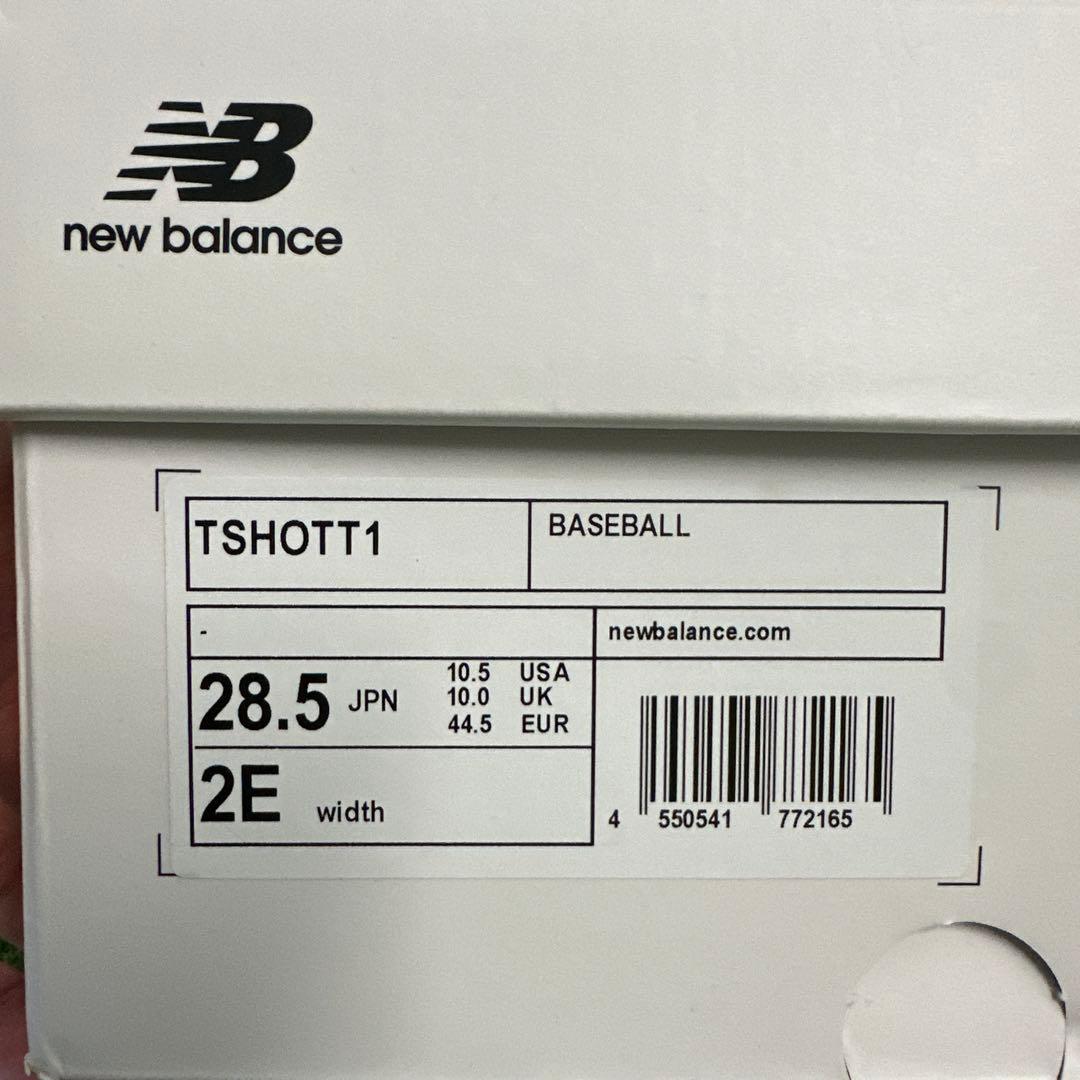 NB
new balance
TSHOTT1
BASEBALL
-
newbalance.com
28.5 JPN
10.5 USA
10.0 UK
44.5 EUR
2E width
4 550541 772165